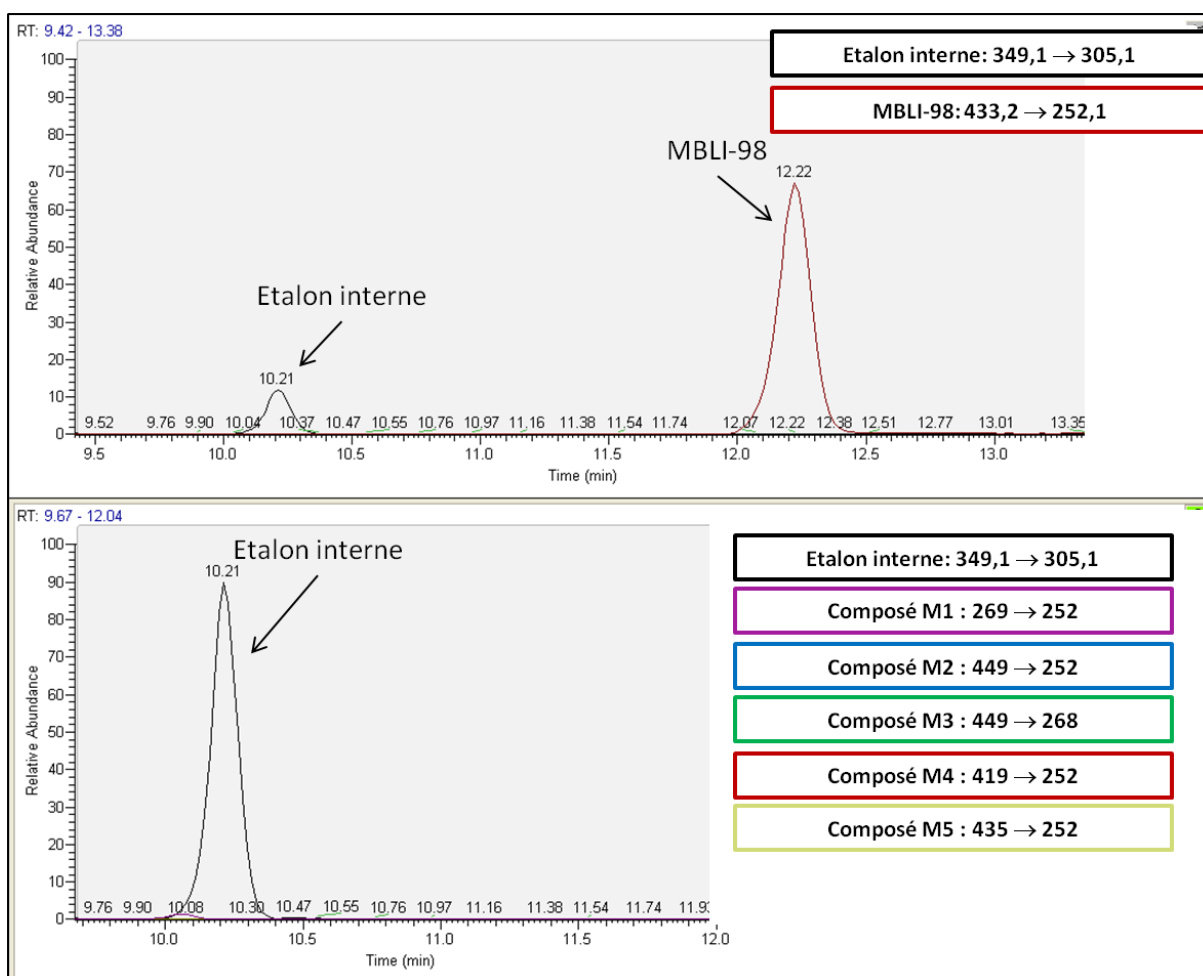 RT: 9.42 - 13.38
Etalon interne: 349,1 → 305,1
MBLI-98: 433,2 → 252,1
100
90
80
70
60
50
40
30
20
10
0
Relative Abundance
MBLI-98
12.22
Etalon interne
10.21
9.52 9.76 9.90 10.04 10.37 10.47 10.55 10.76 10.97 11.16 11.38 11.54 11.74 12.07 12.22 12.38 12.51 12.77 13.01 13.35
9.5 10.0 10.5 11.0 11.5 12.0 12.5 13.0
Time (min)
RT: 9.67 - 12.04
100
90
80
70
60
50
40
30
20
10
0
Relative Abundance
Etalon interne
10.21
9.76 9.90 10.08 10.30 10.47 10.55 10.76 10.97 11.16 11.38 11.54 11.74
10.0 10.5 11.0 11.5 12.0
Time (min)
Etalon interne: 349,1 → 305,1
Composé M1 : 269 → 252
Composé M2 : 449 → 252
Composé M3 : 449 → 268
Composé M4 : 419 → 252
Composé M5 : 435 → 252